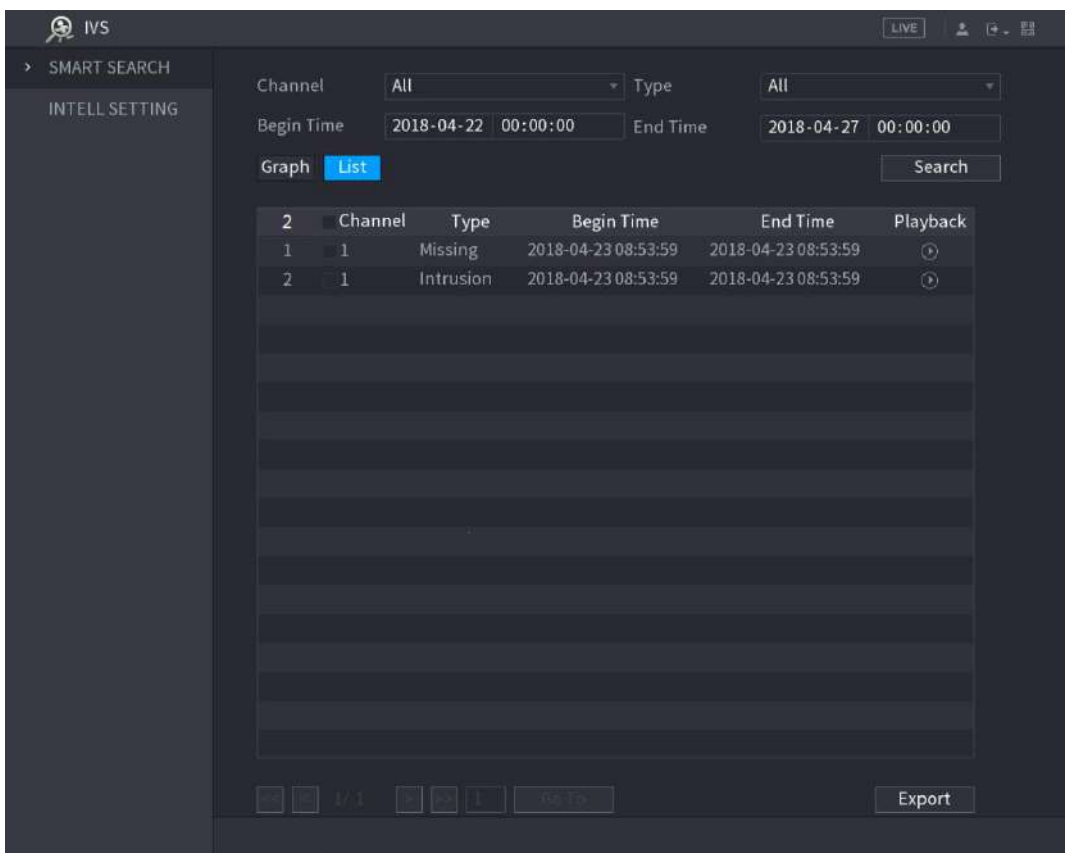 IVS LIVE
SMART SEARCH
INTELL SETTING
Channel All Type All
Begin Time 2018-04-22 00:00:00 End Time 2018-04-27 00:00:00
Graph List Search
2 Channel Type Begin Time End Time Playback
1 1 Missing 2018-04-23 08:53:59 2018-04-23 08:53:59
2 1 Intrusion 2018-04-23 08:53:59 2018-04-23 08:53:59
<< < 1/1 > >> 1 Go To Export